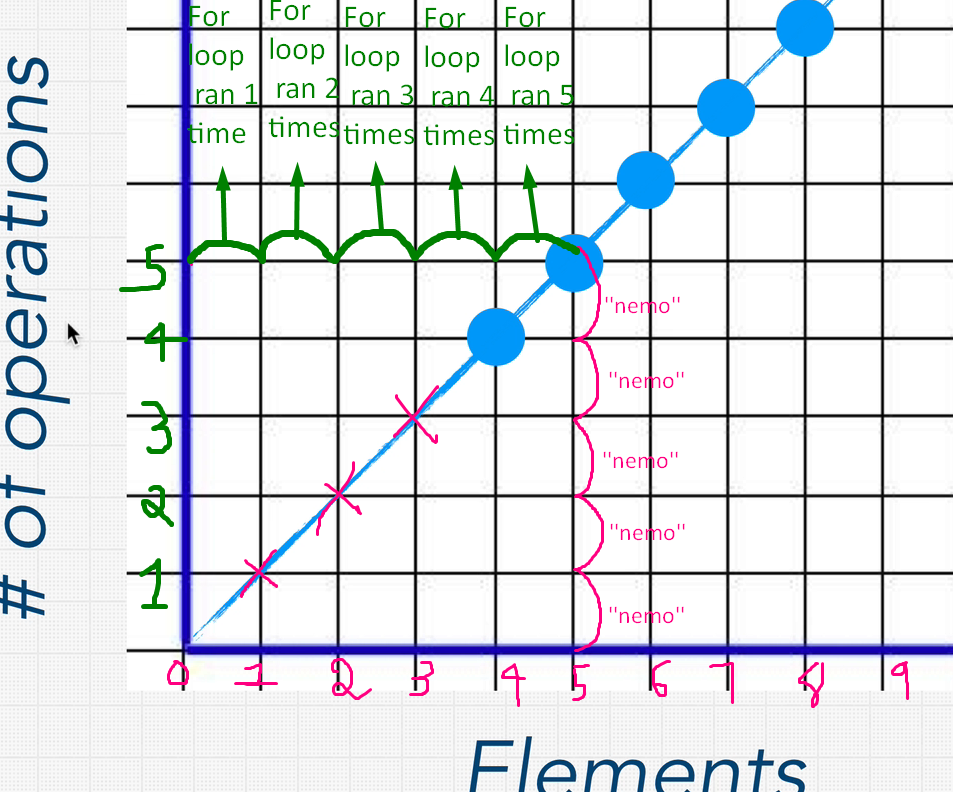 For
loop
ran 1
time
For
loop
ran 2
times
For
loop
ran 3
times
For
loop
ran 4
times
For
loop
ran 5
times
# of operations
5
4
3
2
1
"nemo"
"nemo"
"nemo"
"nemo"
"nemo"
0 1 2 3 4 5 6 7 8 9
Elements